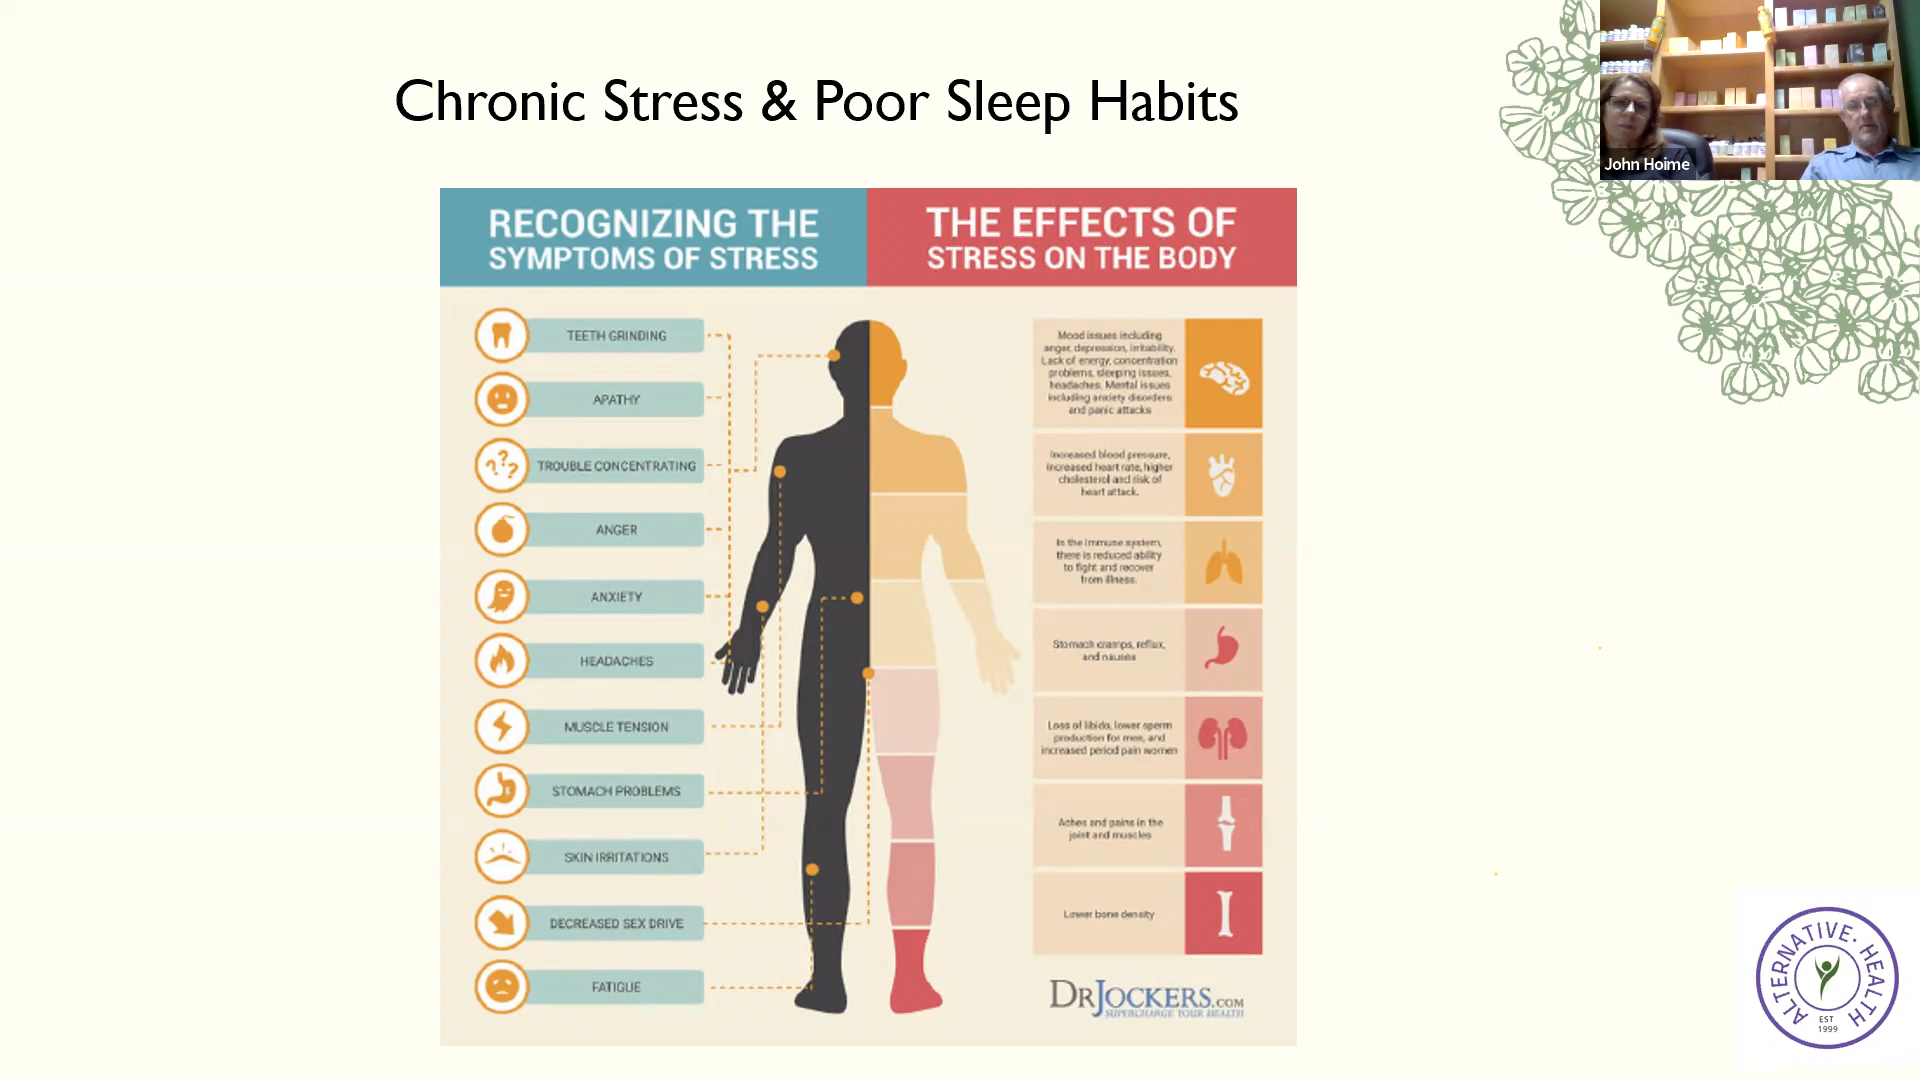 Chronic Stress & Poor Sleep Habits
John Hoime
RECOGNIZING THE
SYMPTOMS OF STRESS
THE EFFECTS OF
STRESS ON THE BODY
TEETH GRINDING
APATHY
TROUBLE CONCENTRATING
ANGER
ANXIETY
HEADACHES
MUSCLE TENSION
STOMACH PROBLEMS
SKIN IRRITATIONS
DECREASED SEX DRIVE
FATIGUE
Mood issues including
anger, depression, irritability.
Lack of energy, concentration
problems, sleeping issues,
headaches. Mental issues
including anxiety disorders
and panic attacks
Increased blood pressure,
increased heart rate, higher
cholesterol and risk of
heart attack.
In the immune system,
there is reduced ability
to fight and recover
from illness.
Stomach cramps, reflux,
and nausea
Loss of libido, lower sperm
production for men, and
increased period pain women
Aches and pains in the
joint and muscles
Lower bone density
DRJOCKERS.COM
SUPERCHARGE YOUR HEALTH
ALTERNATIVE • HEALTH
EST
1999